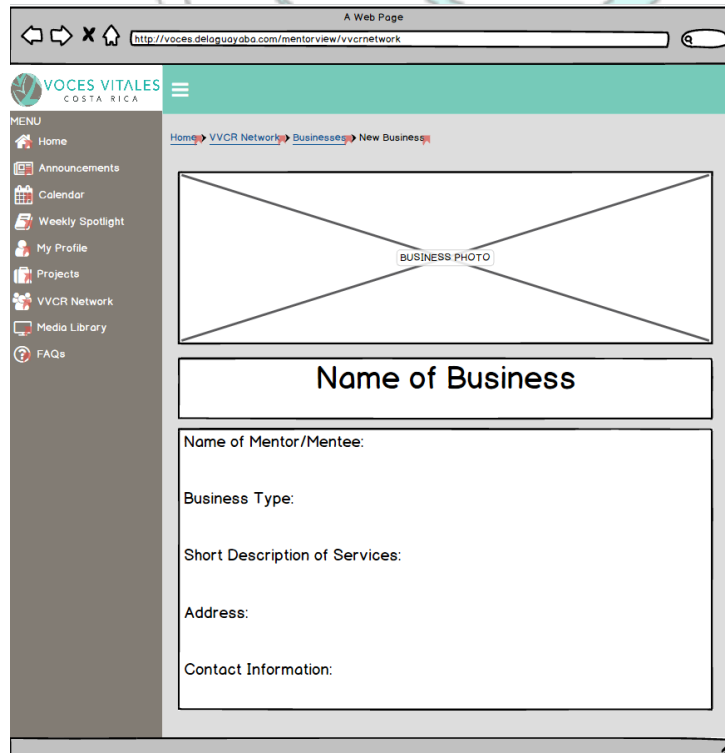 A Web Page
http://voces.delaguayaba.com/mentorview/vvcrnetwork
VOCES VITALES
COSTA RICA
MENU
Home
Announcements
Calendar
Weekly Spotlight
My Profile
Projects
VVCR Network
Media Library
FAQs
Home VVCR Network Businesses New Business
BUSINESS PHOTO
Name of Business
Name of Mentor/Mentee:
Business Type:
Short Description of Services:
Address:
Contact Information: